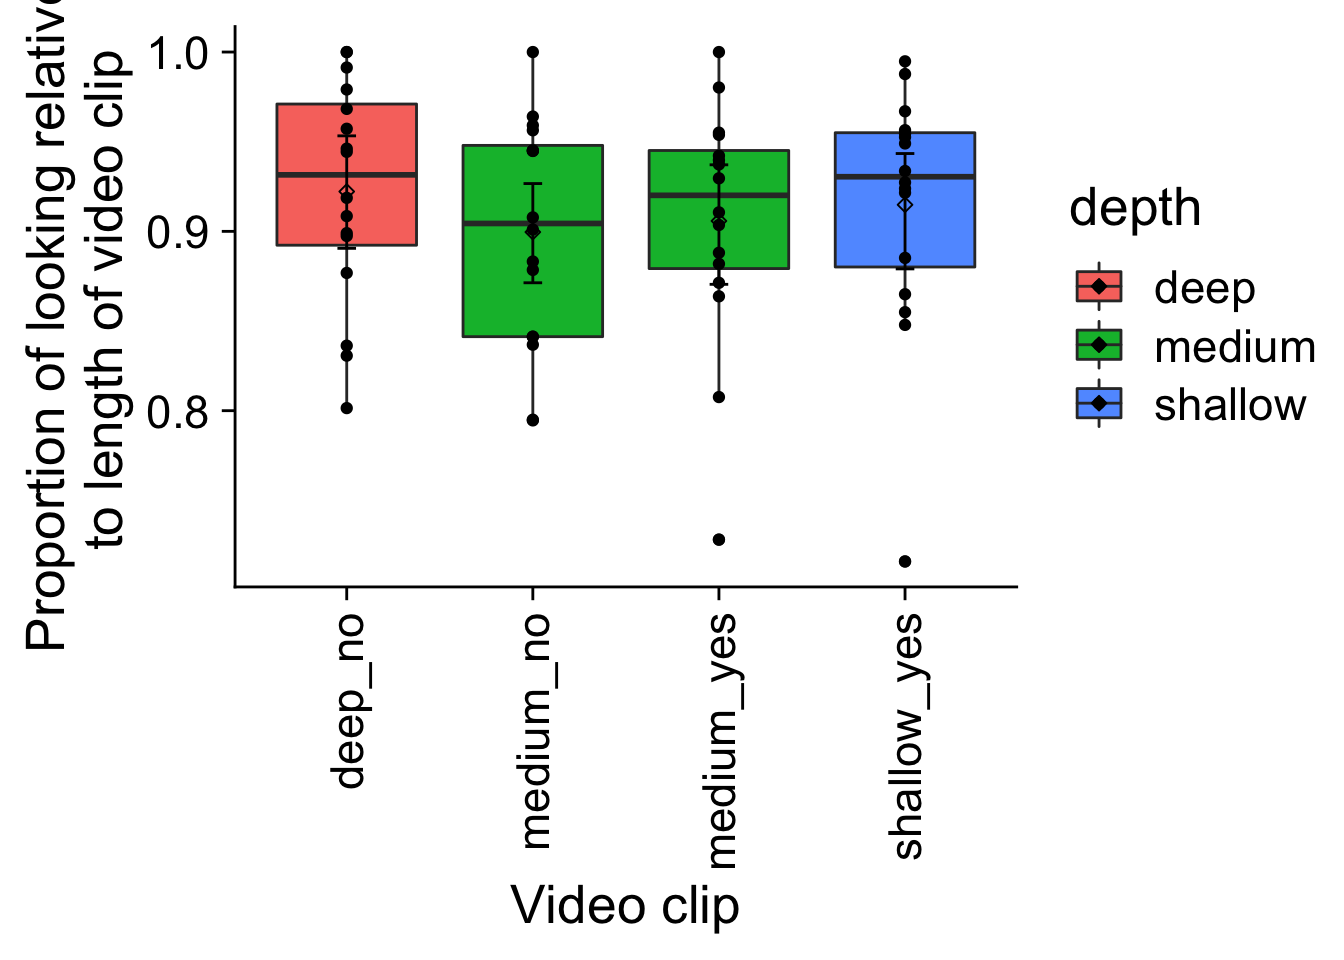 Proportion of looking relative
to length of video clip
1.0
0.9
0.8
deep_no
medium_no
medium_yes
shallow_yes
Video clip
depth
deep
medium
shallow